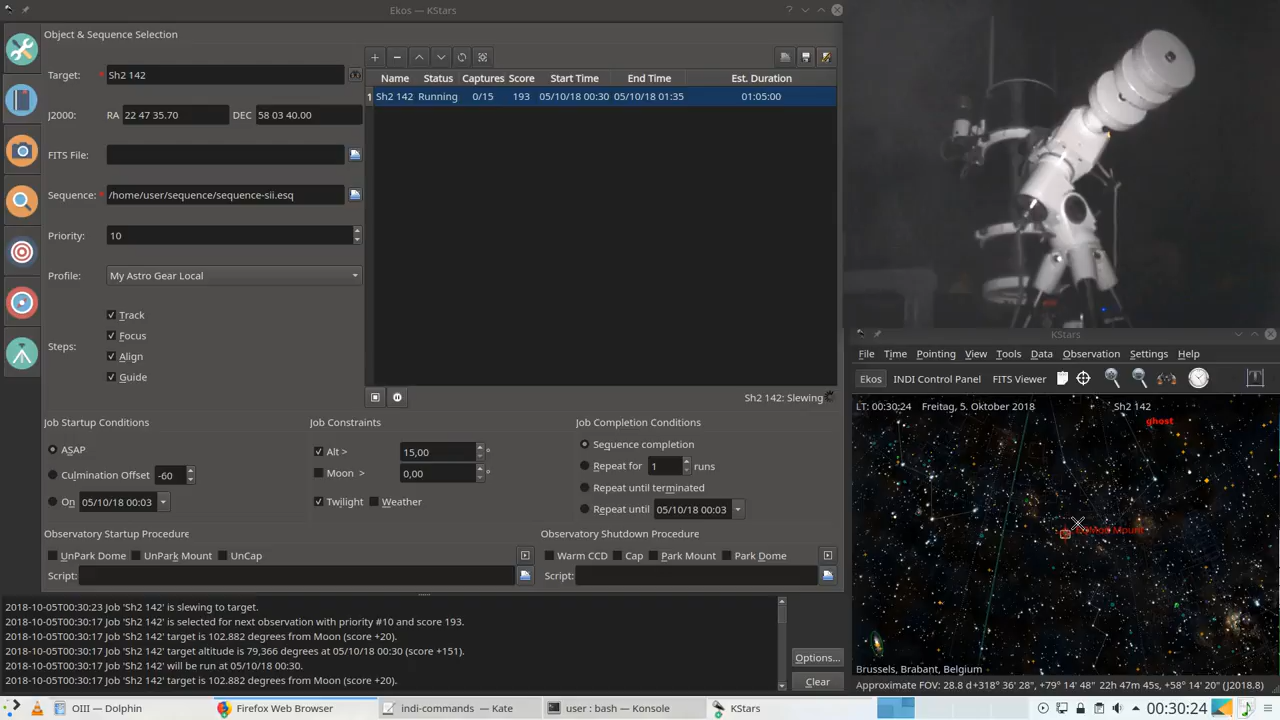 Ekos — KStars
Object & Sequence Selection
Target: * Sh2 142
J2000: RA 22 47 35.70 DEC 58 03 40.00
FITS File:
Sequence: * /home/user/sequence/sequence-sii.esq
Priority: 10
Profile: My Astro Gear Local
Steps:
Track
Focus
Align
Guide
Name Status Captures Score Start Time End Time Est. Duration
1 Sh2 142 Running 0/15 193 05/10/18 00:30 05/10/18 01:35 01:05:00
Sh2 142: Slewing
Job Startup Conditions
ASAP
Culmination Offset -60
On 05/10/18 00:03
Job Constraints
Alt > 15,00 °
Moon > 0,00 °
Twilight Weather
Job Completion Conditions
Sequence completion
Repeat for 1 runs
Repeat until terminated
Repeat until 05/10/18 00:03
Observatory Startup Procedure
UnPark Dome UnPark Mount UnCap
Script:
Observatory Shutdown Procedure
Warm CCD Cap Park Mount Park Dome
Script:
2018-10-05T00:30:23 Job 'Sh2 142' is slewing to target.
2018-10-05T00:30:17 Job 'Sh2 142' is selected for next observation with priority #10 and score 193.
2018-10-05T00:30:17 Job 'Sh2 142' target is 102.882 degrees from Moon (score +20).
2018-10-05T00:30:17 Job 'Sh2 142' target altitude is 79,366 degrees at 05/10/18 00:30 (score +151).
2018-10-05T00:30:17 Job 'Sh2 142' will be run at 05/10/18 00:30.
2018-10-05T00:30:17 Job 'Sh2 142' target is 102.882 degrees from Moon (score +20).
Options...
Clear
KStars
File Time Pointing View Tools Data Observation Settings Help
Ekos INDI Control Panel FITS Viewer
LT: 00:30:24 Freitag, 5. Oktober 2018 Sh2 142
ghost
Mount
Brussels, Brabant, Belgium
Approximate FOV: 28.8 d +318° 36' 28", +79° 14' 48" 22h 47m 45s, +58° 14' 20" (J2018.8)
OIII — Dolphin
Firefox Web Browser
indi-commands — Kate
user : bash — Konsole
KStars
00:30:24